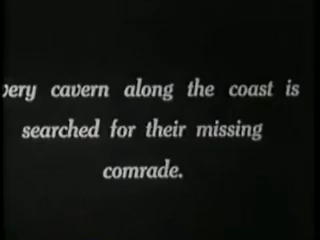 very cavern along the coast is
searched for their missing
comrade.